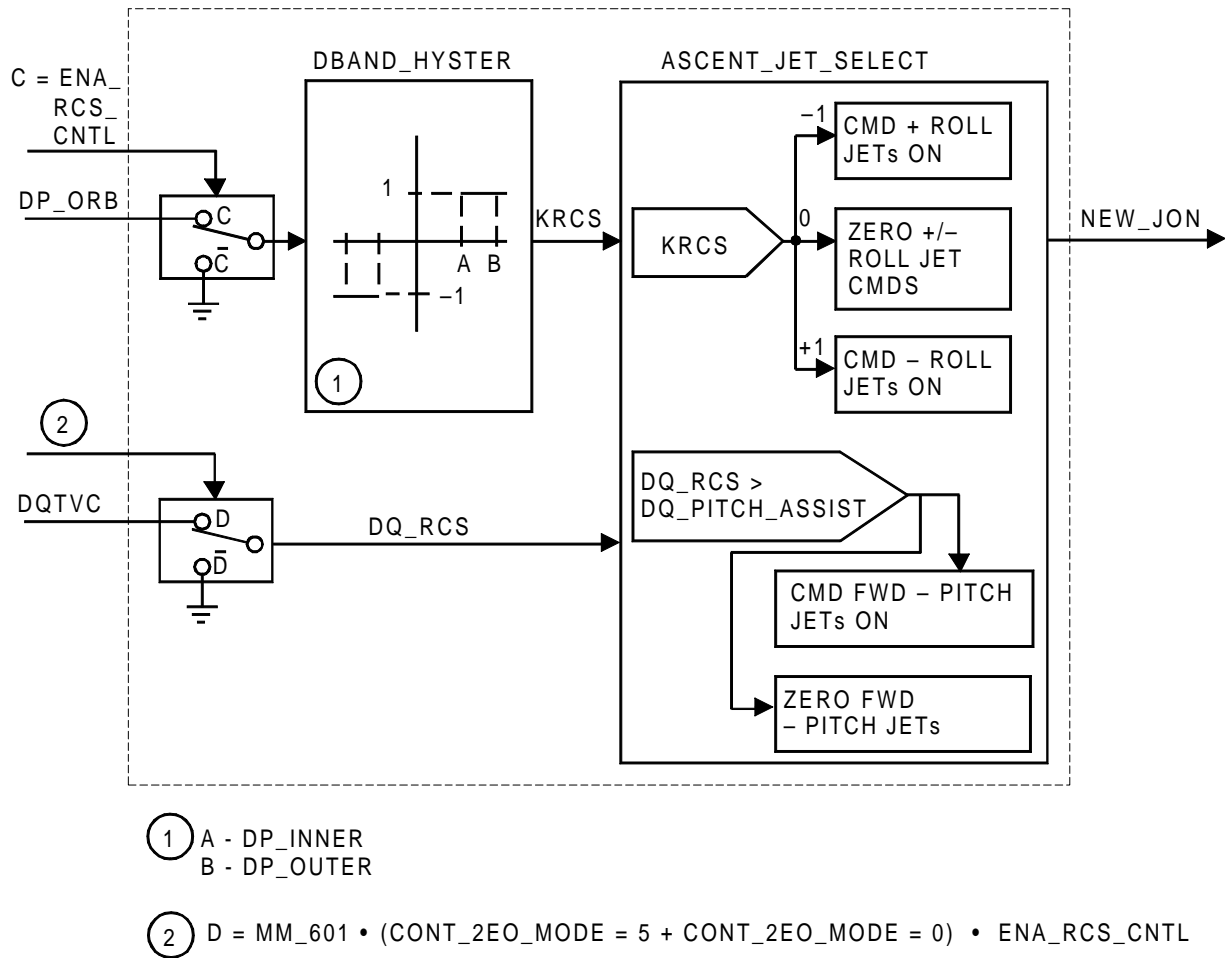 C = ENA_
RCS_
CNTL
DP_ORB
C
C̅
DBAND_HYSTER
1
A B
–1
1
KRCS
ASCENT_JET_SELECT
KRCS
–1
CMD + ROLL
JETs ON
0
ZERO +/–
ROLL JET
CMDS
+1
CMD – ROLL
JETs ON
NEW_JON
2
DQTVC
D
D̅
DQ_RCS
DQ_RCS >
DQ_PITCH_ASSIST
CMD FWD – PITCH
JETs ON
ZERO FWD
– PITCH JETs
1 A - DP_INNER
B - DP_OUTER
2 D = MM_601 • (CONT_2EO_MODE = 5 + CONT_2EO_MODE = 0) • ENA_RCS_CNTL